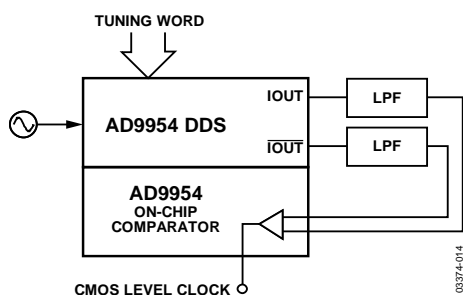 TUNING WORD
AD9954 DDS
IOUT
LPF
IOUT
LPF
AD9954
ON-CHIP
COMPARATOR
CMOS LEVEL CLOCK
03374-014